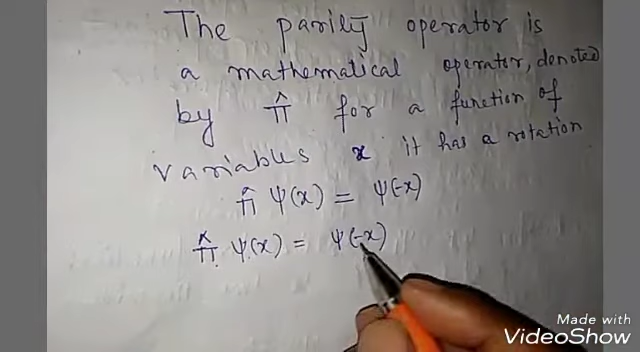 The parity operator is
a mathematical operator, denoted
by π̂ for a function of
variables x it has a rotation
π̂ ψ(x) = ψ(-x)
π̂ ψ(x) = ψ(-x)
Made with
VideoShow